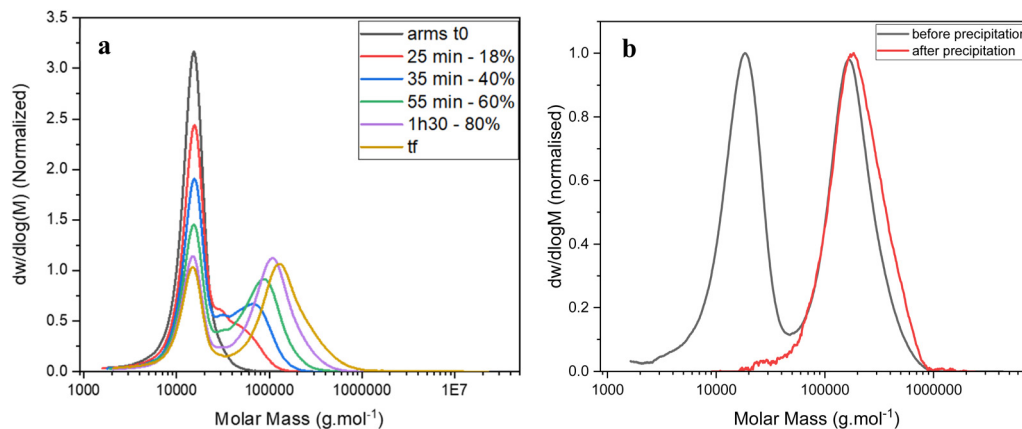 a
arms t0
25 min - 18%
35 min - 40%
55 min - 60%
1h30 - 80%
tf
3.5
3.0
2.5
2.0
1.5
1.0
0.5
0.0
dw/dlog(M) (Normalized)
1000 10000 100000 1000000 1E7
Molar Mass (g.mol⁻¹)
b
before precipitation
after precipitation
1.0
0.8
0.6
0.4
0.2
0.0
dw/dlogM (normalised)
1000 10000 100000 1000000
Molar Mass (g.mol⁻¹)